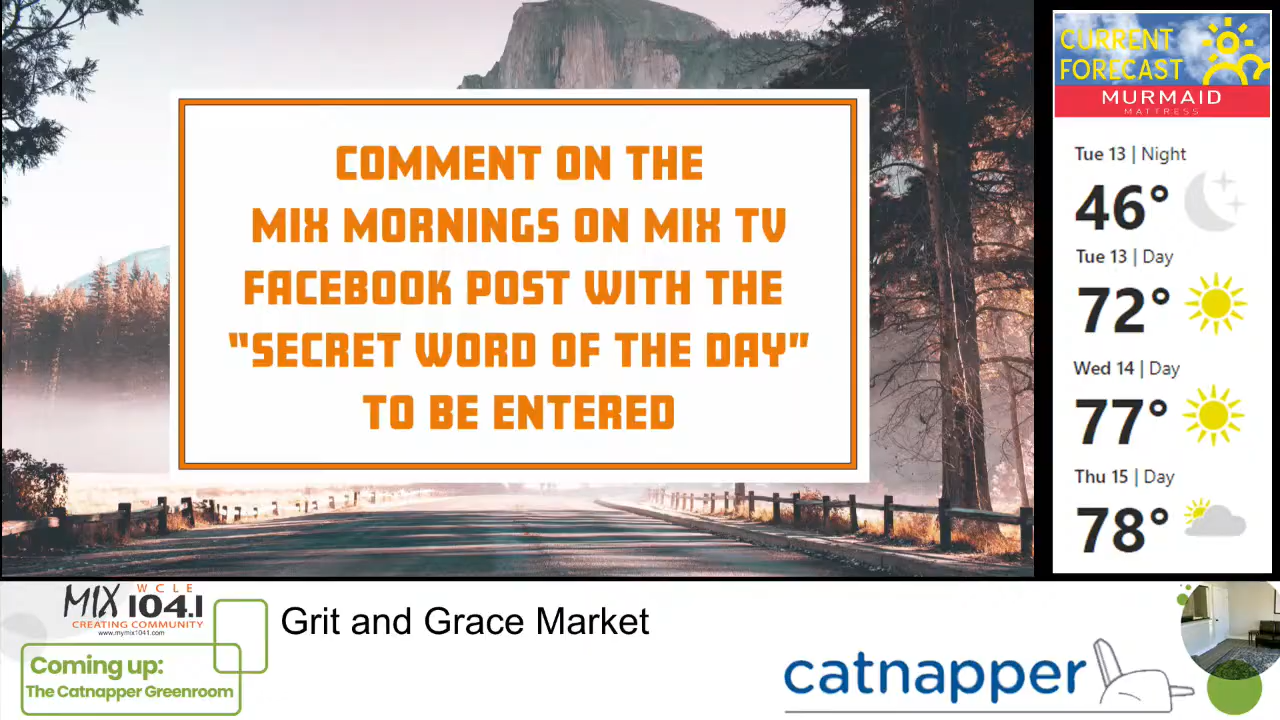 COMMENT ON THE
MIX MORNINGS ON MIX TV
FACEBOOK POST WITH THE
“SECRET WORD OF THE DAY”
TO BE ENTERED
CURRENT
FORECAST
MURMAID
MATTRESS
Tue 13 | Night
46°
Tue 13 | Day
72°
Wed 14 | Day
77°
Thu 15 | Day
78°
WCLE
MIX 104.1
CREATING COMMUNITY
www.mymix1041.com
Coming up:
The Catnapper Greenroom
Grit and Grace Market
catnapper